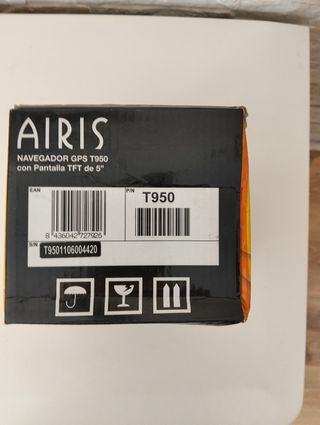 AIRIS
NAVEGADOR GPS T950
con Pantalla TFT de 5"
EAN
8 436042 727926
P/N
T950
S/N:
T9501106004420